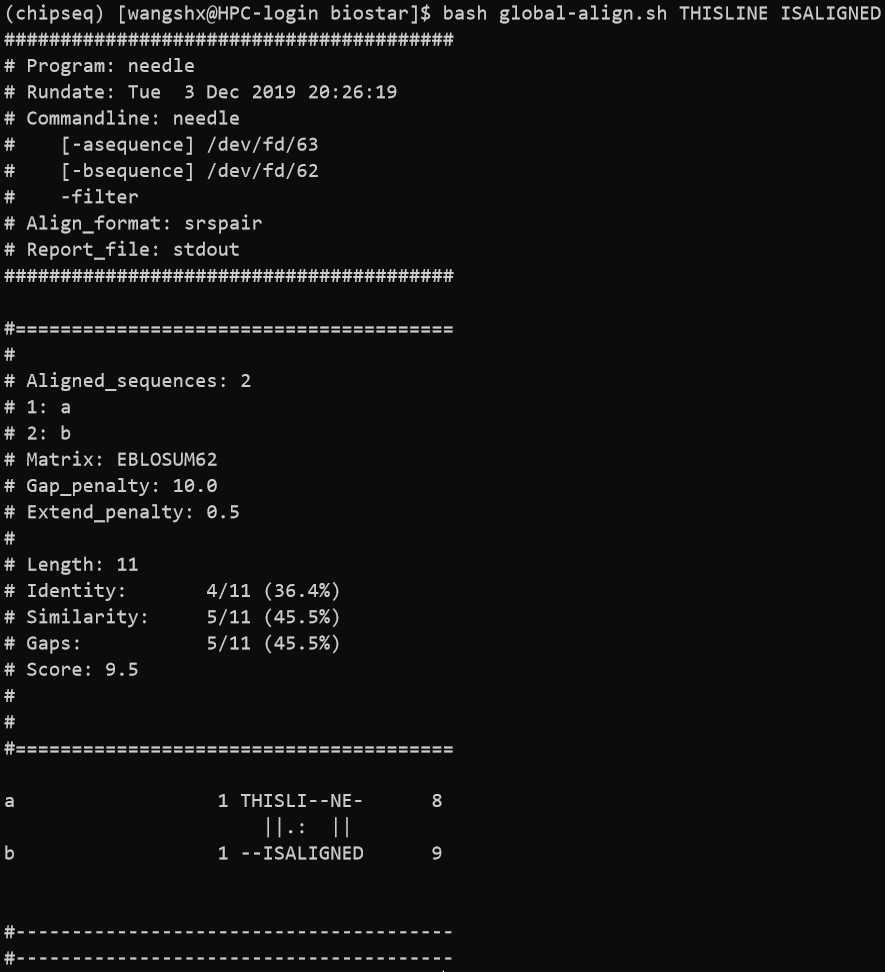 (chipseq) [wangshx@HPC-login biostar]$ bash global-align.sh THISLINE ISALIGNED
########################################
# Program: needle
# Rundate: Tue  3 Dec 2019 20:26:19
# Commandline: needle
#    [-asequence] /dev/fd/63
#    [-bsequence] /dev/fd/62
#    -filter
# Align_format: srspair
# Report_file: stdout
########################################

#=======================================
#
# Aligned_sequences: 2
# 1: a
# 2: b
# Matrix: EBLOSUM62
# Gap_penalty: 10.0
# Extend_penalty: 0.5
#
# Length: 11
# Identity:       4/11 (36.4%)
# Similarity:     5/11 (45.5%)
# Gaps:           5/11 (45.5%)
# Score: 9.5
#
#
#=======================================

a                  1 THISLI--NE-      8
                       ||.:  ||
b                  1 --ISALIGNED      9


#---------------------------------------
#---------------------------------------